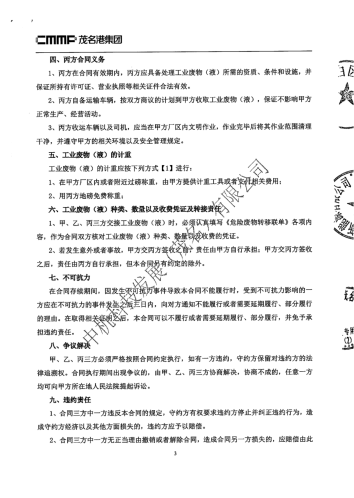 CMMP 茂名港集团
四、丙方合同义务
1、丙方在合同有效期内，丙方应具备处理工业废物（液）所需的资质、条件和设施，并
保证所持有许可证、营业执照等相关证件合法有效。
2、丙方自备运输车辆，按双方商议的计划到甲方收取工业废物（液），保证不影响甲方
正常生产、经营活动。
3、丙方收运车辆以及司机，应当在甲方厂区内文明作业，作业完毕后将其作业范围清理
干净，并遵守甲方的相关环境以及安全管理规定。
五、工业废物（液）的计重
工业废物（液）的计重应按下列方式【1】进行：
1、在甲方厂区内或者附近过磅称重，由甲方提供计重工具或者支付相关费用；
2、用丙方地磅免费称重；
六、工业废物（液）种类、数量以及收费凭证及转接责任
1、甲、乙、丙三方交接工业废物（液）时，必须认真填写《危险废物转移联单》各项内
容，作为合同双方核对工业废物（液）种类、数量以及收费的凭证。
2、若发生意外或者事故，甲方交丙方签收之前，责任由甲方自行承担；甲方交丙方签收
之后，责任由丙方自行承担，但本合同另有约定的除外。
七、不可抗力
在合同存续期间，因发生不可抗力事件导致本合同不能履行时，受到不可抗力影响的一
方应在不可抗力的事件发生之后三日内，向对方通知不能履行或者需要延期履行、部分履行
的理由。在取得相关证明之后，本合同可以不履行或者需要延期履行、部分履行，并免于承
担违约责任。
八、争议解决
甲、乙、丙三方必须严格按照合同约定执行，如有一方违约的，守约方保留对违约方的法
律追溯权。合同执行期间出现争议的，由甲、乙、丙三方协商解决，协商不成的，任意一方
均可向甲方所在地人民法院提起诉讼。
九、违约责任
1、合同三方中一方违反本合同的规定，守约方有权要求违约方停止并纠正违约行为，造
成守约方经济以及其他方面损失的，违约方应予以赔偿。
2、合同三方中一方无正当理由撤销或者解除合同，造成合同另一方损失的，应赔偿由此
3